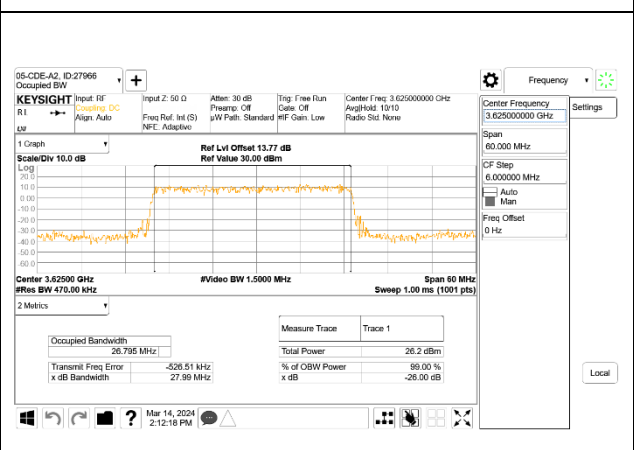 05-CDE-A2, ID:27966
Occupied BW
Frequency
KEYSIGHT
Input: RF
Input Z: 50 Ω
Atten: 30 dB
Trig: Free Run
Center Freq: 3.625000000 GHz
Coupling: DC
Preamp: Off
Gate: Off
Avg|Hold: 10/10
Align: Auto
Freq Ref: Int (S)
µW Path: Standard
#IF Gain: Low
Radio Std: None
NFE: Adaptive
Center Frequency
3.625000000 GHz
Settings
Span
60.000 MHz
CF Step
6.000000 MHz
Auto
Man
Freq Offset
0 Hz
1 Graph
Ref Lvl Offset 13.77 dB
Scale/Div 10.0 dB
Ref Value 30.00 dBm
Log
20.0
10.0
0.00
-10.0
-20.0
-30.0
-40.0
-50.0
-60.0
Center 3.62500 GHz
#Video BW 1.5000 MHz
Span 60 MHz
#Res BW 470.00 kHz
Sweep 1.00 ms (1001 pts)
2 Metrics
Measure Trace
Trace 1
Occupied Bandwidth
26.795 MHz
Total Power
26.2 dBm
Transmit Freq Error
-526.51 kHz
% of OBW Power
99.00 %
x dB Bandwidth
27.99 MHz
x dB
-26.00 dB
Local
Mar 14, 2024
2:12:18 PM